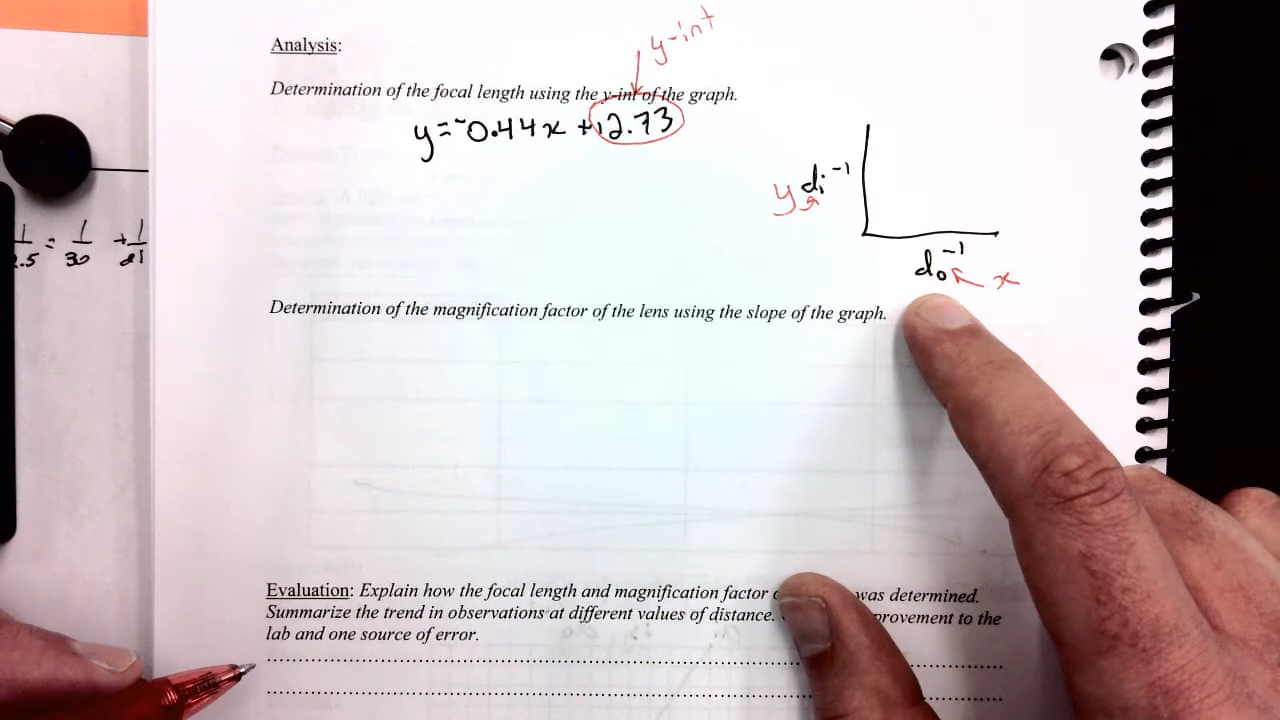 Analysis:
y-int
Determination of the focal length using the y-int of the graph.
y=-0.44x + 12.73
y di⁻¹
do⁻¹ x
1 = 1 + 1
2.5 30 di
Determination of the magnification factor of the lens using the slope of the graph.
Evaluation: Explain how the focal length and magnification factor was determined.
Summarize the trend in observations at different values of distance. provement to the
lab and one source of error.